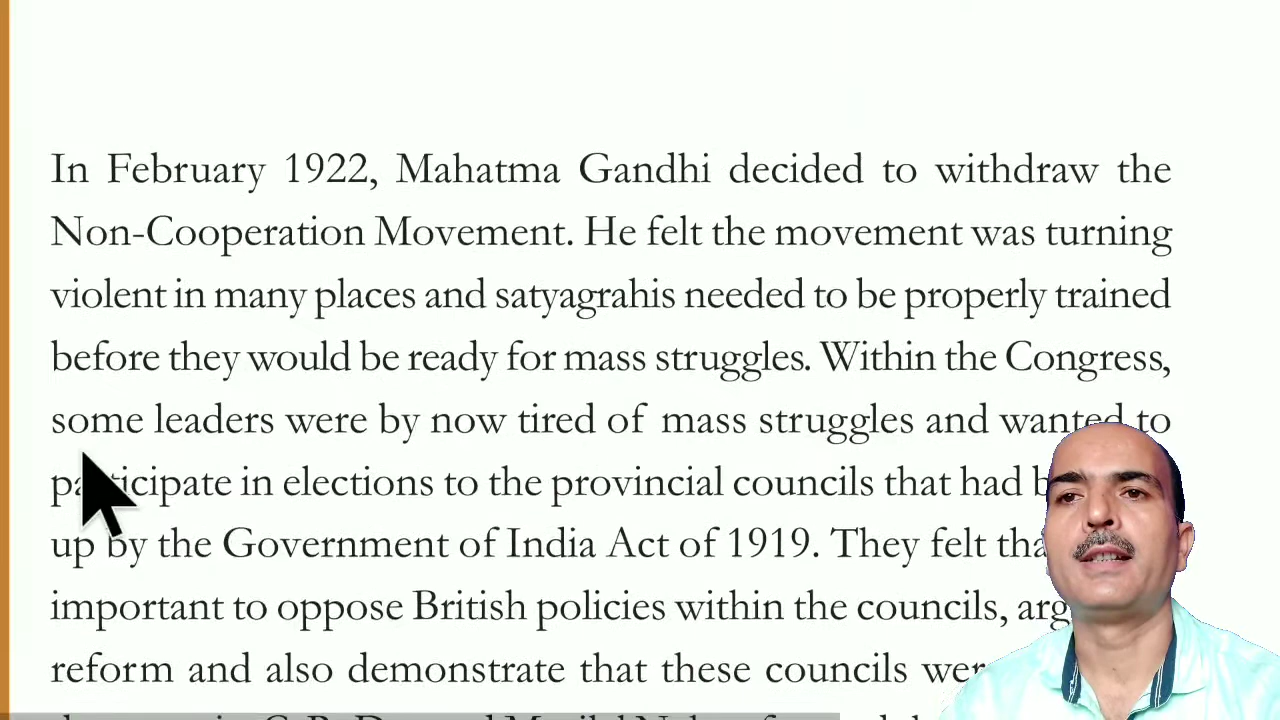 In February 1922, Mahatma Gandhi decided to withdraw the
Non-Cooperation Movement. He felt the movement was turning
violent in many places and satyagrahis needed to be properly trained
before they would be ready for mass struggles. Within the Congress,
some leaders were by now tired of mass struggles and wanted to
participate in elections to the provincial councils that had
up by the Government of India Act of 1919. They felt
important to oppose British policies within the councils,
reform and also demonstrate that these councils